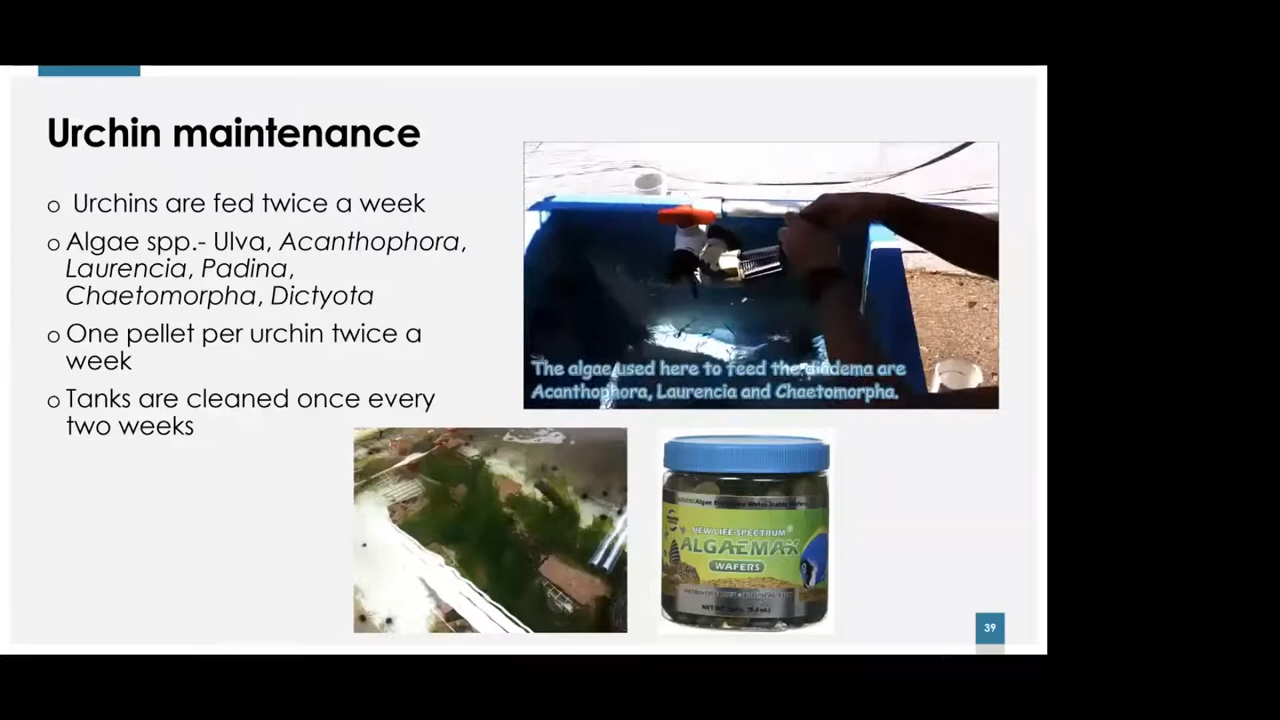 Urchin maintenance
o Urchins are fed twice a week
o Algae spp.- Ulva, Acanthophora,
Laurencia, Padina,
Chaetomorpha, Dictyota
o One pellet per urchin twice a
week
o Tanks are cleaned once every
two weeks
The algae used here to feed the diadema are
Acanthophora, Laurencia and Chaetomorpha.
NEW LIFE SPECTRUM
ALGAEMAX
WAFERS
39